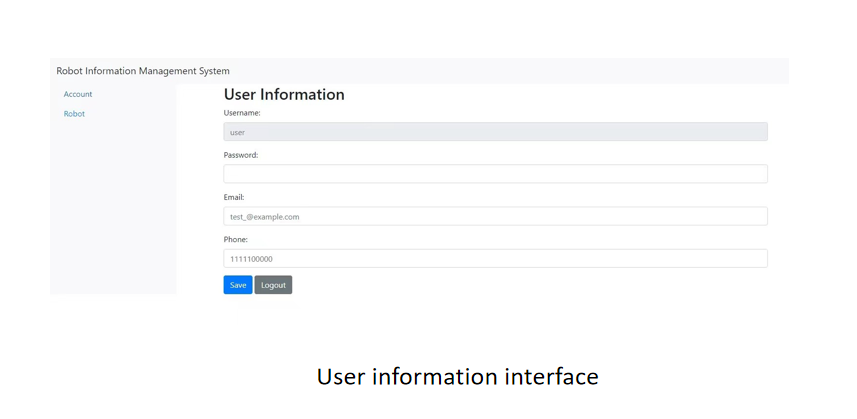 Robot Information Management System
Account
Robot
User Information
Username:
user
Password:
Email:
test_@example.com
Phone:
1111100000
Save Logout
User information interface